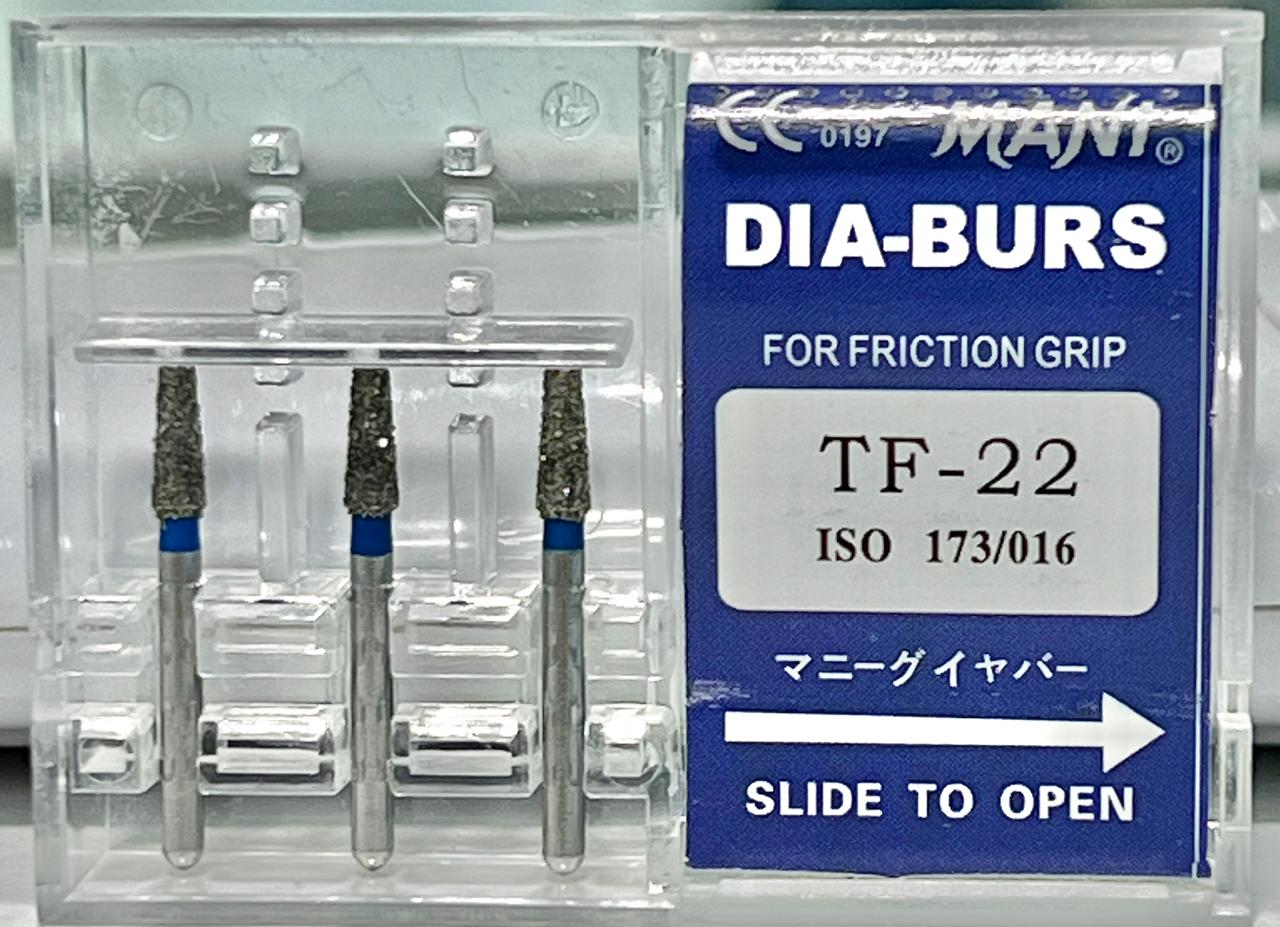 CE 0197 MANI®
DIA-BURS
FOR FRICTION GRIP
TF-22
ISO 173/016
マニーグイヤバー
SLIDE TO OPEN